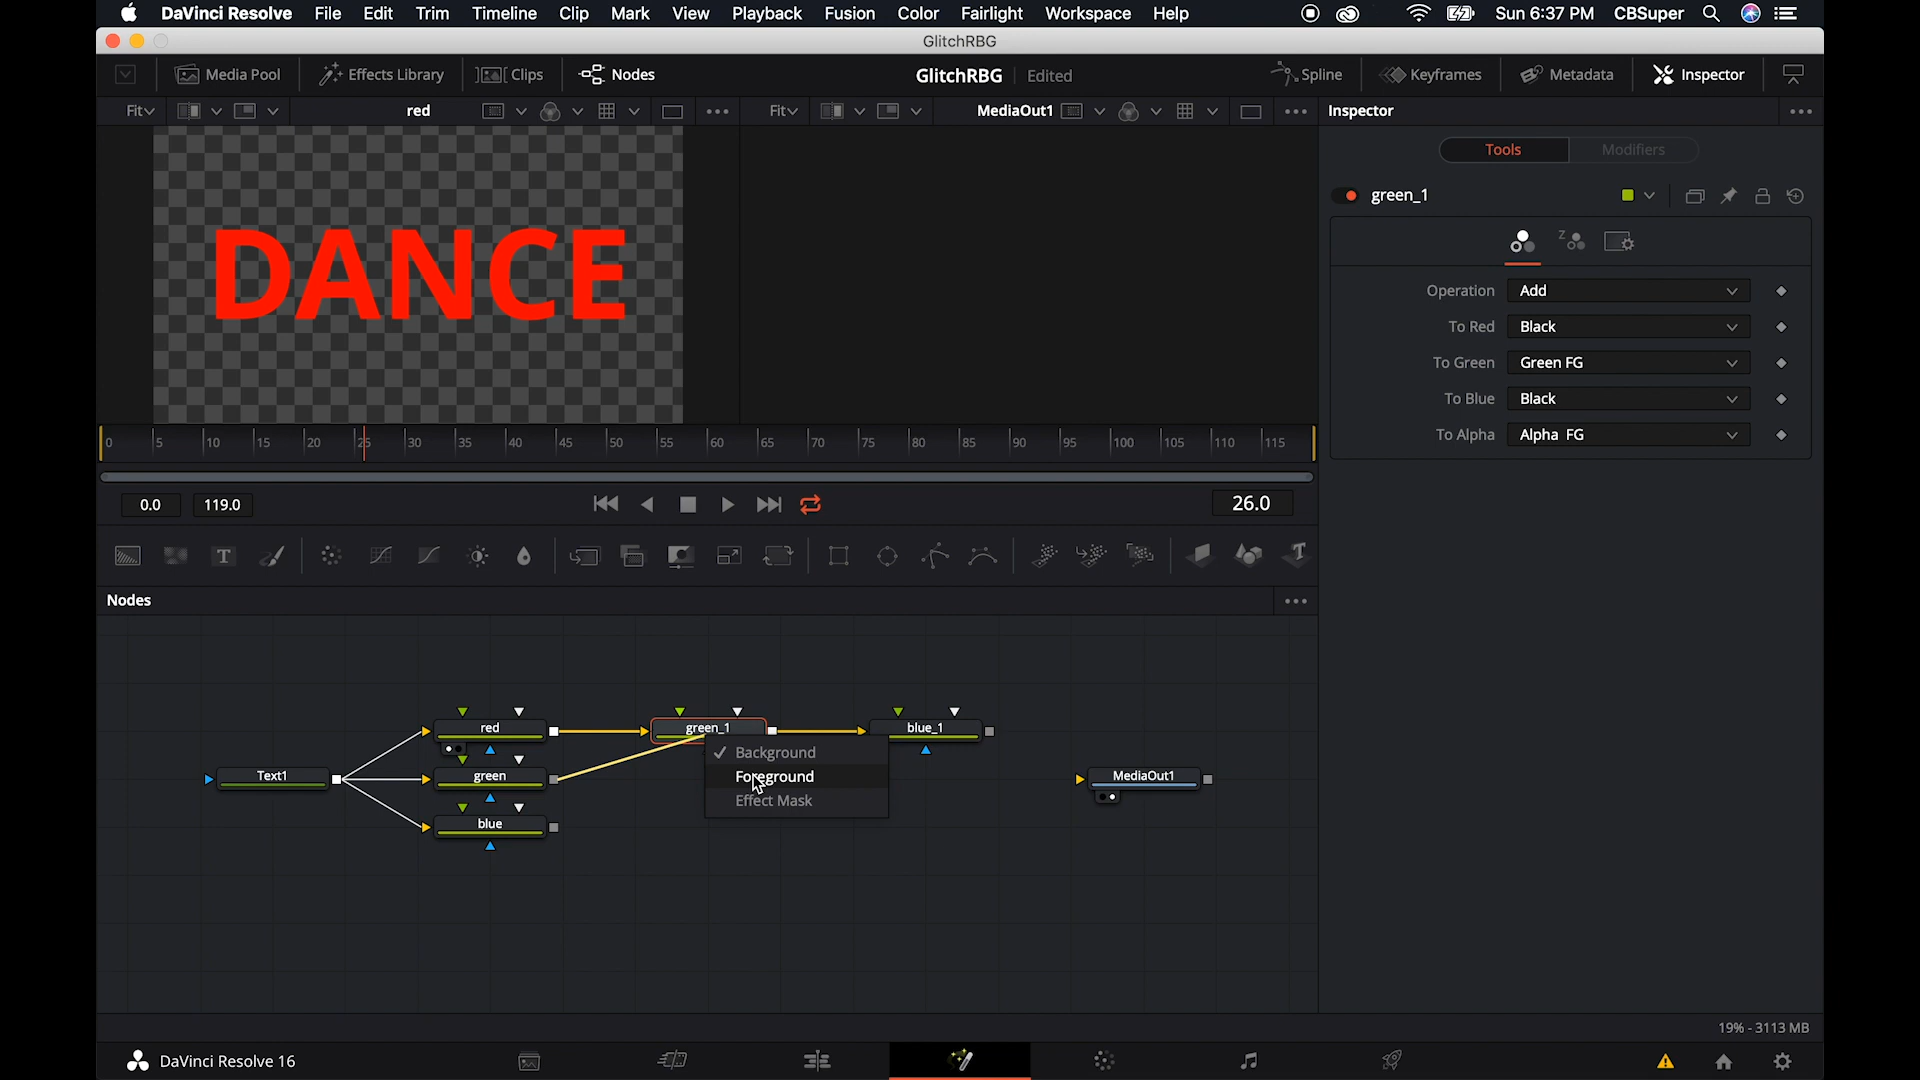 DaVinci Resolve File Edit Trim Timeline Clip Mark View Playback Fusion Color Fairlight Workspace Help Sun 6:37 PM CBSuper
GlitchRBG
Media Pool Effects Library Clips Nodes GlitchRBG Edited Spline Keyframes Metadata Inspector
Fit red Fit MediaOut1 Inspector
Tools Modifiers
green_1
DANCE
Operation Add
To Red Black
To Green Green FG
To Blue Black
To Alpha Alpha FG
0 5 10 15 20 25 30 35 40 45 50 55 60 65 70 75 80 85 90 95 100 105 110 115
0.0 119.0 26.0
T T
Nodes
red green_1 blue_1
Background
Text1 green Foreground MediaOut1
Effect Mask
blue
19% - 3113 MB
DaVinci Resolve 16